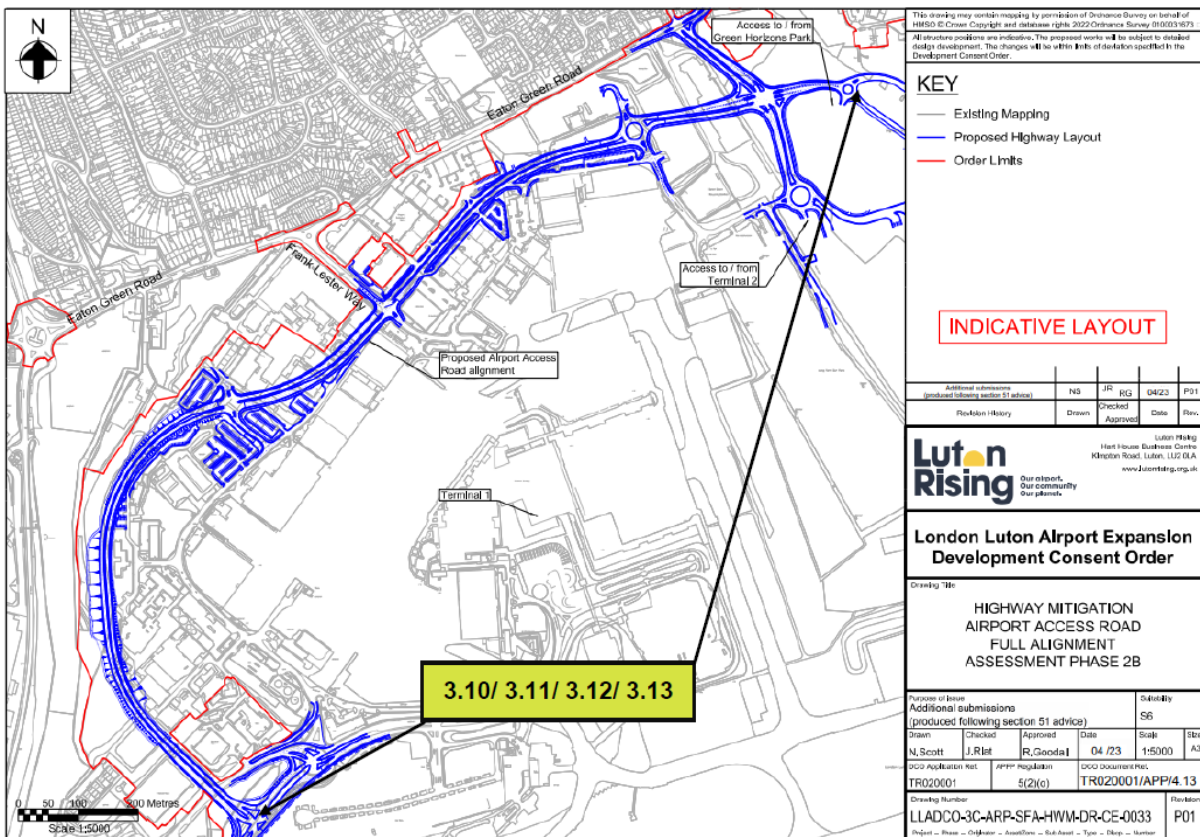 N
Access to / from
Green Horizons Park
Eaton Green Road
Frank Lester Way
Eaton Green Road
Access to / from
Terminal 2
Proposed Airport Access
Road alignment
Terminal 1
3.10/ 3.11/ 3.12/ 3.13
0 50 100 200 Metres
Scale 1:5000
This drawing may contain mapping by permission of Ordnance Survey on behalf of
HMSO © Crown Copyright and database rights 2022 Ordnance Survey 0100031673
All structure positions are indicative. The proposed works will be subject to detailed
design development. The changes will be within limits of deviation specified in the
Development Consent Order.
KEY
Existing Mapping
Proposed Highway Layout
Order Limits
INDICATIVE LAYOUT
Additional submissions
(produced following section 51 advice)
NS
JR
RG
04/23
P01
Revision History
Drawn
Checked
Approved
Date
Rev.
Luton
Rising
Our airport.
Our community
Our planet.
Luton Rising
Hart House Business Centre
Kimpton Road, Luton, LU2 0LA
www.lutonrising.org.uk
London Luton Airport Expansion
Development Consent Order
Drawing Title
HIGHWAY MITIGATION
AIRPORT ACCESS ROAD
FULL ALIGNMENT
ASSESSMENT PHASE 2B
Purpose of issue
Additional submissions
(produced following section 51 advice)
Suitability
S6
Drawn
N.Scott
Checked
J.Riat
Approved
R.Goodall
Date
04 /23
Scale
1:5000
Size
A3
DCO Application Ref.
TR020001
APFP Regulation
5(2)(o)
DCO Document Ref.
TR020001/APP/4.13
Drawing Number
LLADCO-3C-ARP-SFA-HWM-DR-CE-0033
Revision
P01